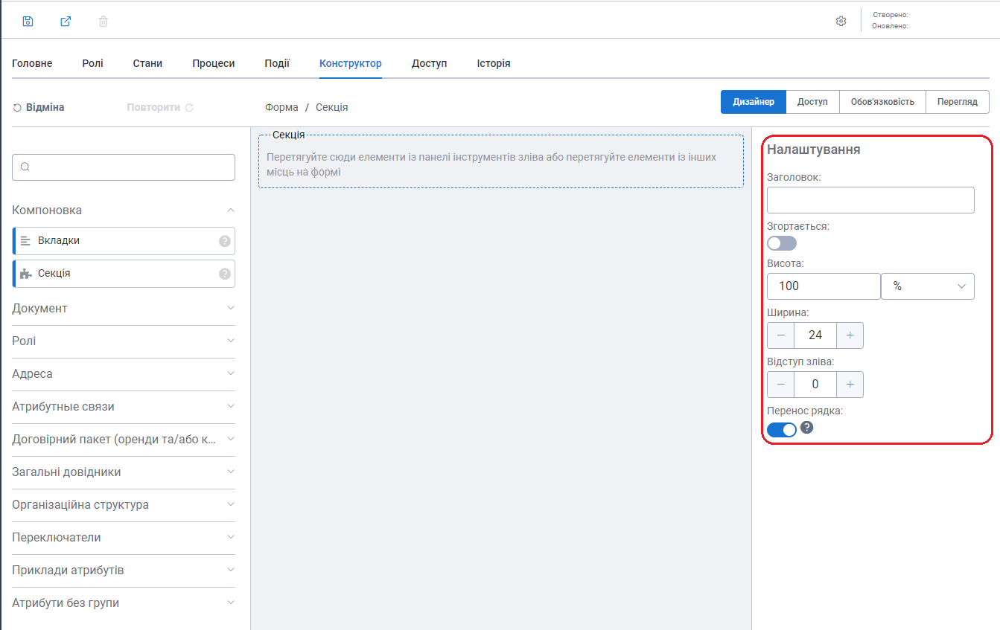 Створено:
Оновлено:
Головне Ролі Стани Процеси Події Конструктор Доступ Історія
Відміна Повторити Форма / Секція Дизайнер Доступ Обов'язковість Перегляд
Секція
Перетягуйте сюди елементи із панелі інструментів зліва або перетягуйте елементи із інших
місць на формі
Компоновка
Вкладки ?
Секція ?
Документ
Ролі
Адреса
Атрибутные связи
Договірний пакет (оренди та/або к...
Загальні довідники
Організаційна структура
Переключатели
Приклади атрибутів
Атрибути без групи
Налаштування
Заголовок:
Згортається:
Висота:
100 %
Ширина:
− 24 +
Відступ зліва:
− 0 +
Перенос рядка:
?